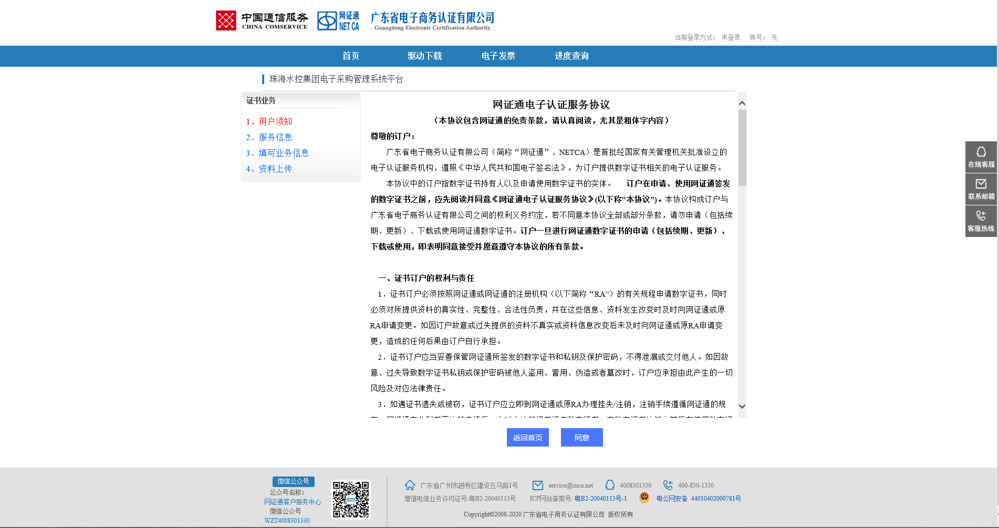 中国通信服务
CHINA COMSERVICE
网证通
NETCA
广东省电子商务认证有限公司
Guangdong Electronic Certification Authority
当前登录方式： 未登录 账号： 无
首页 驱动下载 电子发票 进度查询
珠海水控集团电子采购管理系统平台
证书业务
1、用户须知
2、服务信息
3、填写业务信息
4、资料上传
网证通电子认证服务协议
（本协议包含网证通的免责条款，请认真阅读，尤其是粗体字内容）
尊敬的订户：
广东省电子商务认证有限公司（简称“网证通”、NETCA）是首批经国家有关管理机关批准设立的
电子认证服务机构，遵照《中华人民共和国电子签名法》，为订户提供数字证书相关的电子认证服务。
本协议中的订户指数字证书持有人以及申请使用数字证书的实体。 订户在申请、使用网证通签发
的数字证书之前，应先阅读并同意《网证通电子认证服务协议》(以下称"本协议")。本协议构成订户与
广东省电子商务认证有限公司之间的权利义务约定，若不同意本协议全部或部分条款，请勿申请（包括续
期、更新）、下载或使用网证通数字证书。订户一旦进行网证通数字证书的申请（包括续期、更新）、
下载或使用，即表明同意接受并愿意遵守本协议的所有条款。
一、证书订户的权利与责任
1．证书订户必须按照网证通或网证通的注册机构（以下简称“RA”）的有关规程申请数字证书，同时
必须对所提供资料的真实性、完整性、合法性负责，并在这些信息、资料发生改变时及时向网证通或原
RA申请变更。如因订户故意或过失提供的资料不真实或资料信息改变后未及时向网证通或原RA申请变
更，造成的任何后果由订户自行承担。
2．证书订户应当妥善保管网证通所签发的数字证书和私钥及保护密码，不得泄漏或交付他人。如因故
意、过失导致数字证书私钥或保护密码被他人盗用、冒用、伪造或者篡改时，订户应承担由此产生的一切
风险及对应法律责任。
3．如遇证书遗失或被窃，证书订户应立即到网证通或原RA办理挂失/注销，注销手续遵循网证通的规
返回首页 同意
在线客服
联系邮箱
客服热线
微信公众号
公众号名称：
网证通客户服务中心
微信公众号
WZT4008301330
广东省广州市越秀区建设五马路1号 service@cnca.net 4008301330 400-830-1330
增值电信业务许可证号:粤B2-20040113号 ICP网站备案号: 粤B2-20040113号-1 粤公网安备 44010402000781号
Copyright©2008-2020 广东省电子商务认证有限公司 版权所有